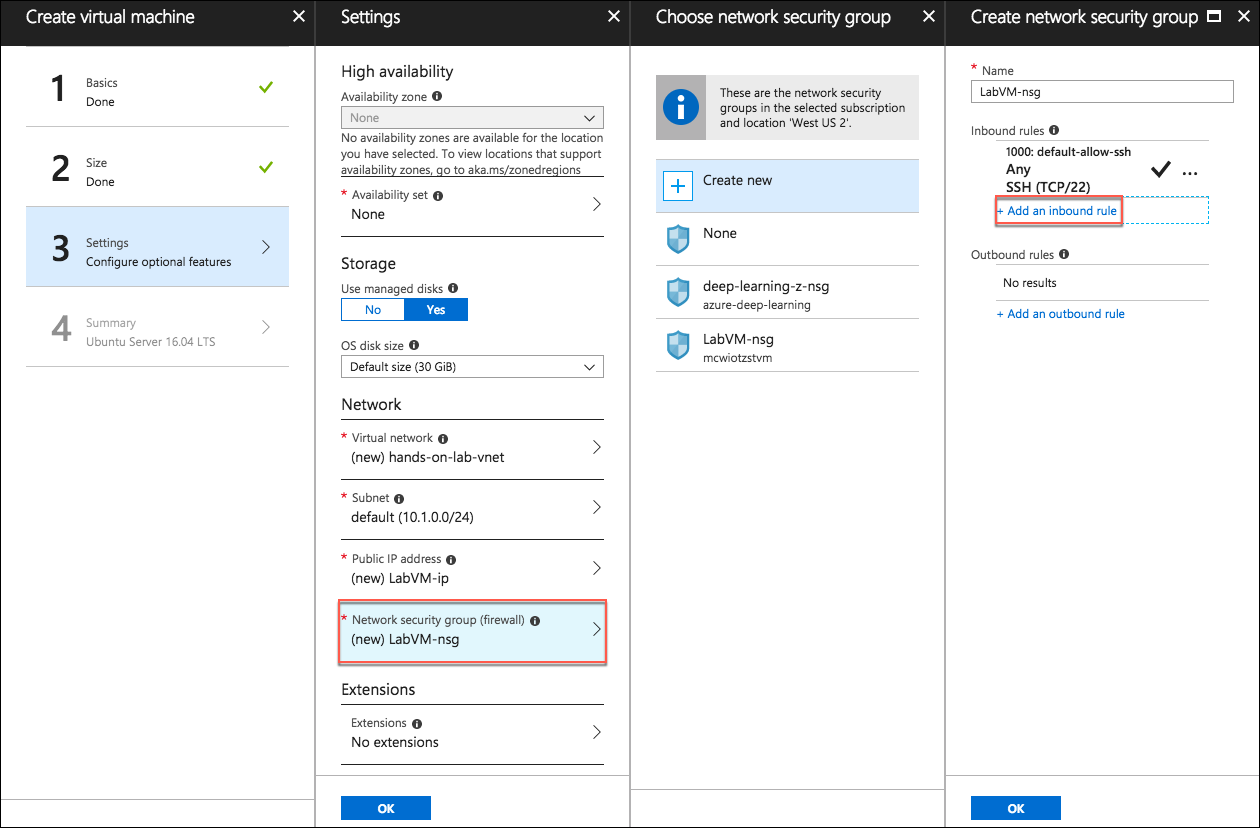 Create virtual machine
1
Basics
Done
2
Size
Done
3
Settings
Configure optional features
4
Summary
Ubuntu Server 16.04 LTS
Settings
High availability
Availability zone
None
No availability zones are available for the location
you have selected. To view locations that support
availability zones, go to aka.ms/zonedregions
* Availability set
None
Storage
Use managed disks
No Yes
OS disk size
Default size (30 GiB)
Network
* Virtual network
(new) hands-on-lab-vnet
* Subnet
default (10.1.0.0/24)
* Public IP address
(new) LabVM-ip
* Network security group (firewall)
(new) LabVM-nsg
Extensions
Extensions
No extensions
OK
Choose network security group
These are the network security
groups in the selected subscription
and location 'West US 2'.
Create new
None
deep-learning-z-nsg
azure-deep-learning
LabVM-nsg
mcwiotzstvm
Create network security group
* Name
LabVM-nsg
Inbound rules
1000: default-allow-ssh
Any
SSH (TCP/22)
...
+ Add an inbound rule
Outbound rules
No results
+ Add an outbound rule
OK